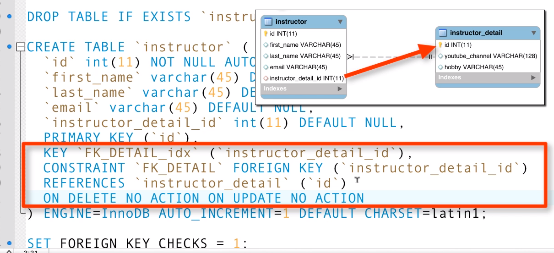 DROP TABLE IF EXISTS `instruc
CREATE TABLE `instructor` (
`id` int(11) NOT NULL AUTO
`first_name` varchar(45) D
`last_name` varchar(45) DE
`email` varchar(45) DEFAULT NULL,
`instructor_detail_id` int(11) DEFAULT NULL,
PRIMARY KEY (`id`),
KEY `FK_DETAIL_idx` (`instructor_detail_id`),
CONSTRAINT `FK_DETAIL` FOREIGN KEY (`instructor_detail_id`)
REFERENCES `instructor_detail` (`id`)
ON DELETE NO ACTION ON UPDATE NO ACTION
) ENGINE=InnoDB AUTO_INCREMENT=1 DEFAULT CHARSET=latin1;
SET FOREIGN_KEY_CHECKS = 1;
instructor
id INT(11)
first_name VARCHAR(45)
last_name VARCHAR(45)
email VARCHAR(45)
instructor_detail_id INT(11)
Indexes
instructor_detail
id INT(11)
youtube_channel VARCHAR(128)
hobby VARCHAR(45)
Indexes